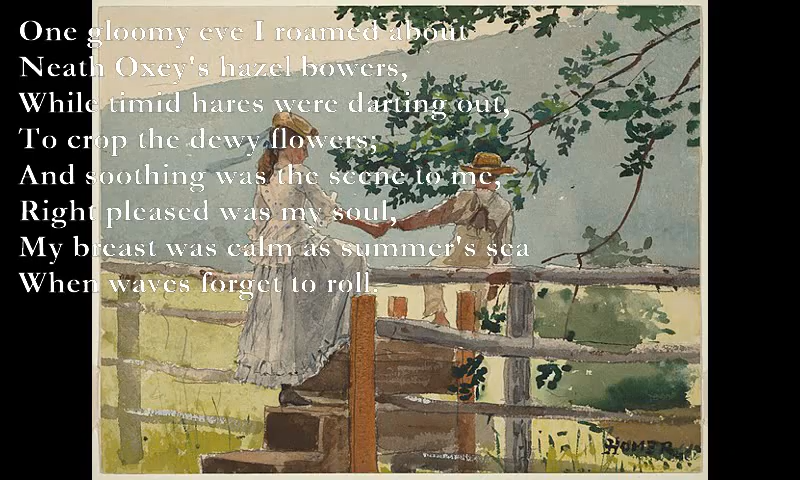 One gloomy eve I roamed about
Neath Oxey's hazel bowers,
While timid hares were darting out,
To crop the dewy flowers;
And soothing was the scene to me,
Right pleased was my soul,
My breast was calm as summer's sea
When waves forget to roll.
HOMER